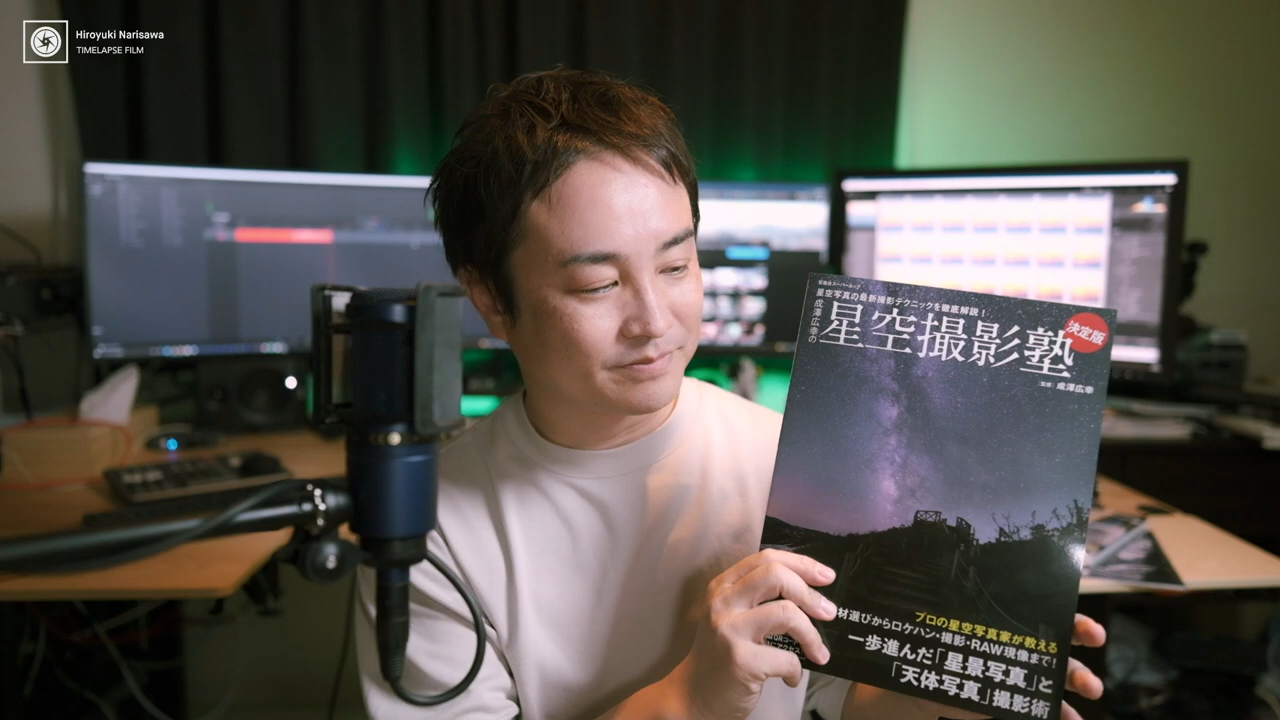 Hiroyuki Narisawa
TIMELAPSE FILM
星空写真の最新撮影テクニックを徹底解説！
成澤広幸の
星空撮影塾
決定版
［監修］成澤広幸
プロの星空写真家が教える
材選びからロケハン・撮影・RAW現像まで！
一歩進んだ「星景写真」と
「天体写真」撮影術